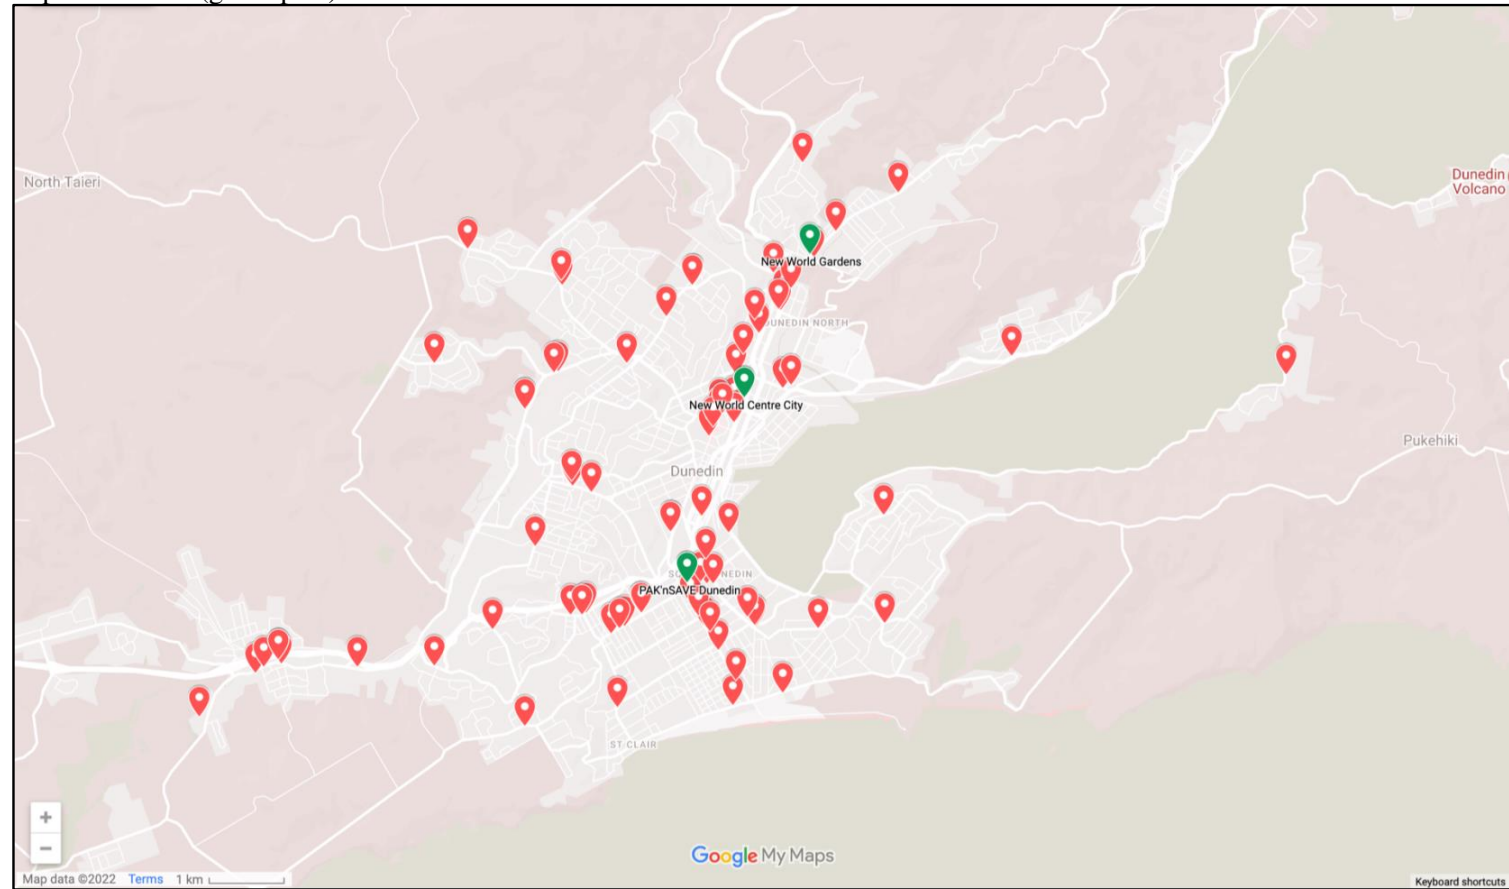 North Taieri
Dunedin
Volcano
New World Gardens
DUNEDIN NORTH
New World Centre City
Pukehiki
Dunedin
PAK'nSAVE Dunedin
ST CLAIR
+
−
Google My Maps
Map data ©2022 Terms 1 km
Keyboard shortcuts